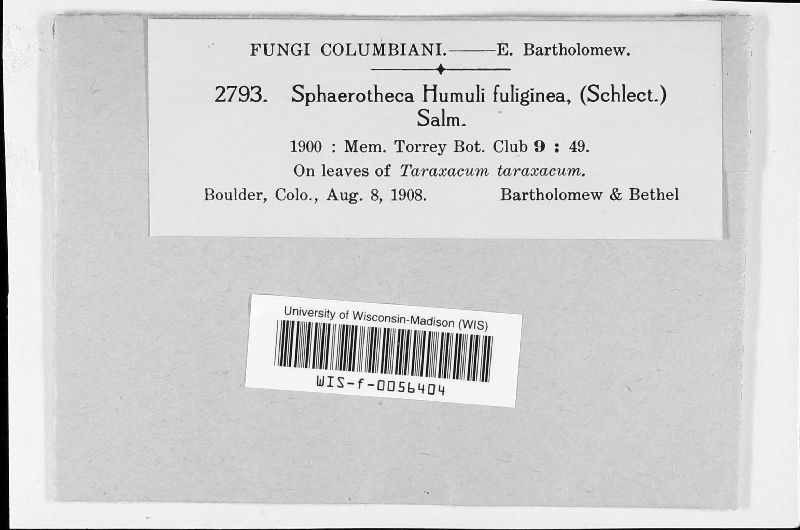 FUNGI COLUMBIANI.——E. Bartholomew.
2793. Sphaerotheca Humuli fuliginea, (Schlect.)
Salm.
1900 : Mem. Torrey Bot. Club 9 : 49.
On leaves of Taraxacum taraxacum.
Boulder, Colo., Aug. 8, 1908. Bartholomew & Bethel
University of Wisconsin-Madison (WIS)
WIS-f-0056404